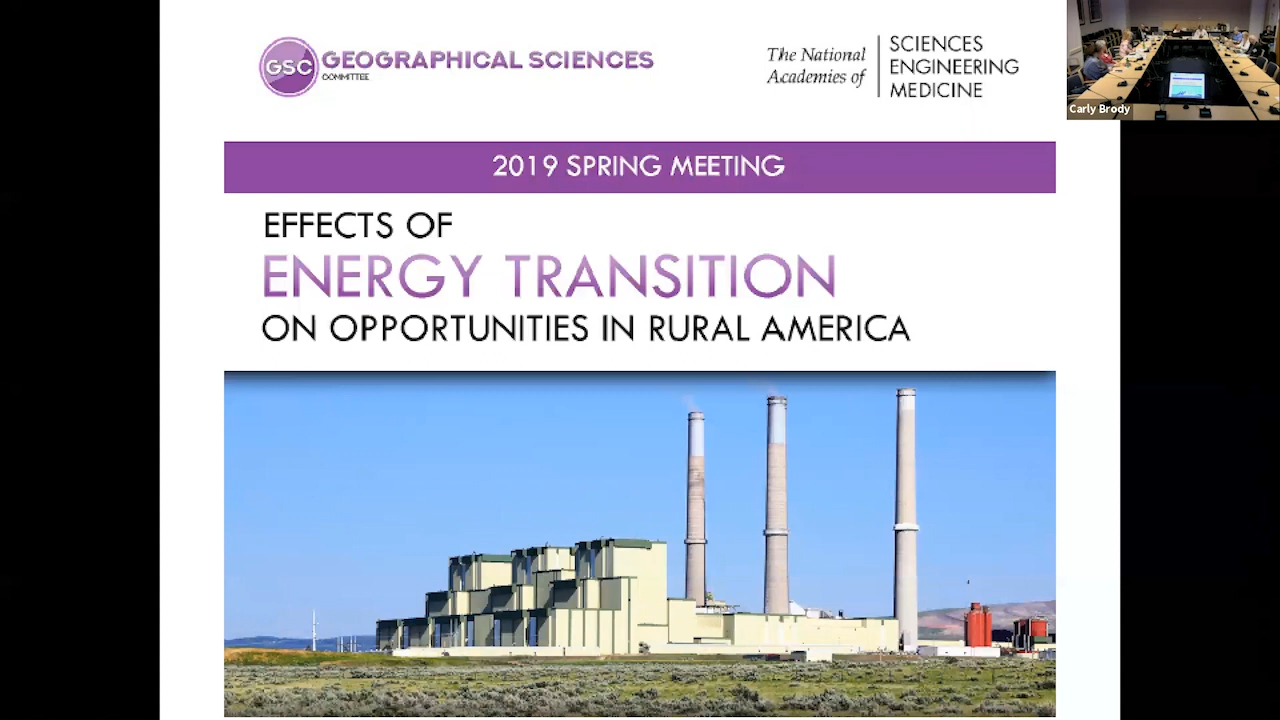 GSC
GEOGRAPHICAL SCIENCES
COMMITTEE
The National
Academies of
SCIENCES
ENGINEERING
MEDICINE
Carly Brody
2019 SPRING MEETING
EFFECTS OF
ENERGY TRANSITION
ON OPPORTUNITIES IN RURAL AMERICA